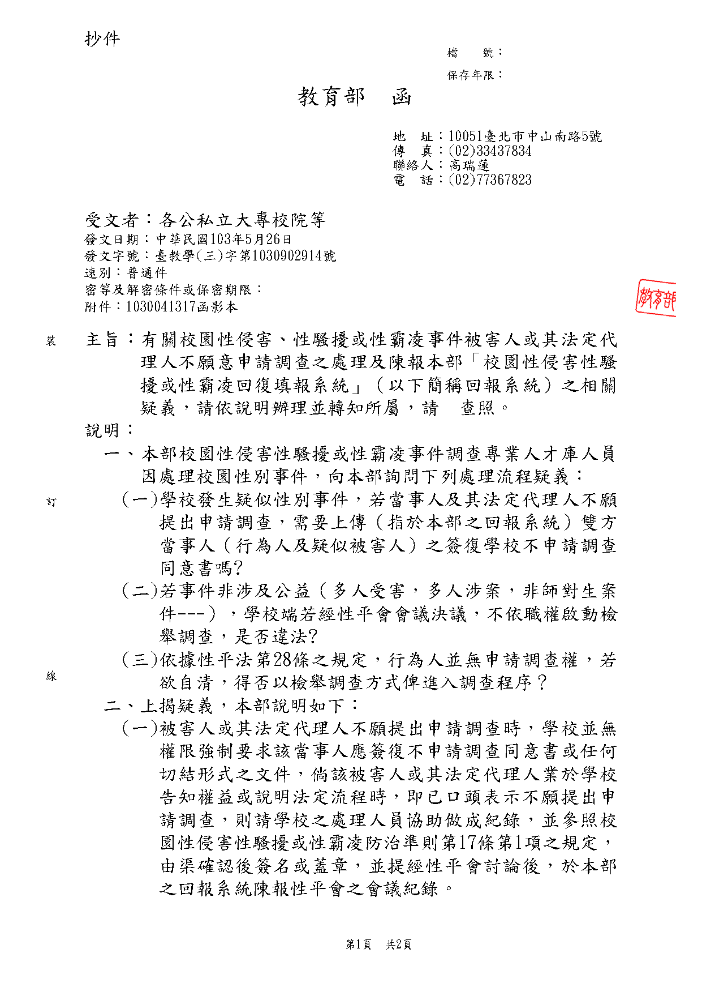 抄件
檔　　號：
保存年限：
教育部　函
地　址：10051臺北市中山南路5號
傳　真：(02)33437834
聯絡人：高瑞蓮
電　話：(02)77367823
受文者：各公私立大專校院等
發文日期：中華民國103年5月26日
發文字號：臺教學(三)字第1030902914號
速別：普通件
密等及解密條件或保密期限：
附件：1030041317函影本
教育部
主旨：有關校園性侵害、性騷擾或性霸凌事件被害人或其法定代
裝
理人不願意申請調查之處理及陳報本部「校園性侵害性騷
擾或性霸凌回復填報系統」（以下簡稱回報系統）之相關
疑義，請依說明辦理並轉知所屬，請　查照。
說明：
一、本部校園性侵害性騷擾或性霸凌事件調查專業人才庫人員
因處理校園性別事件，向本部詢問下列處理流程疑義：
(一)學校發生疑似性別事件，若當事人及其法定代理人不願
訂
提出申請調查，需要上傳（指於本部之回報系統）雙方
當事人（行為人及疑似被害人）之簽復學校不申請調查
同意書嗎?
(二)若事件非涉及公益（多人受害，多人涉案，非師對生案
件---），學校端若經性平會會議決議，不依職權啟動檢
舉調查，是否違法?
(三)依據性平法第28條之規定，行為人並無申請調查權，若
線
欲自清，得否以檢舉調查方式俾進入調查程序？
二、上揭疑義，本部說明如下：
(一)被害人或其法定代理人不願提出申請調查時，學校並無
權限強制要求該當事人應簽復不申請調查同意書或任何
切結形式之文件，倘該被害人或其法定代理人業於學校
告知權益或說明法定流程時，即已口頭表示不願提出申
請調查，則請學校之處理人員協助做成紀錄，並參照校
園性侵害性騷擾或性霸凌防治準則第17條第1項之規定，
由渠確認後簽名或蓋章，並提經性平會討論後，於本部
之回報系統陳報性平會之會議紀錄。
第1頁　共2頁